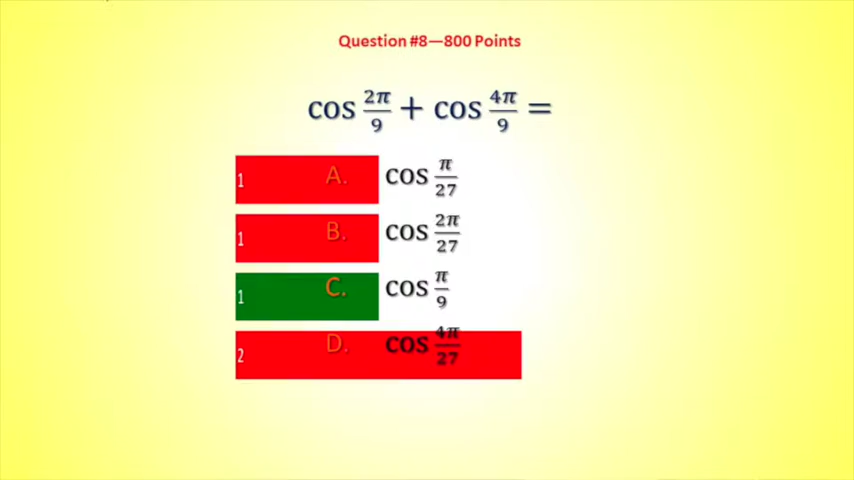 Question #8—800 Points
cos 2π/9 + cos 4π/9 =
1 A. cos π/27
1 B. cos 2π/27
1 C. cos π/9
2 D. cos 4π/27